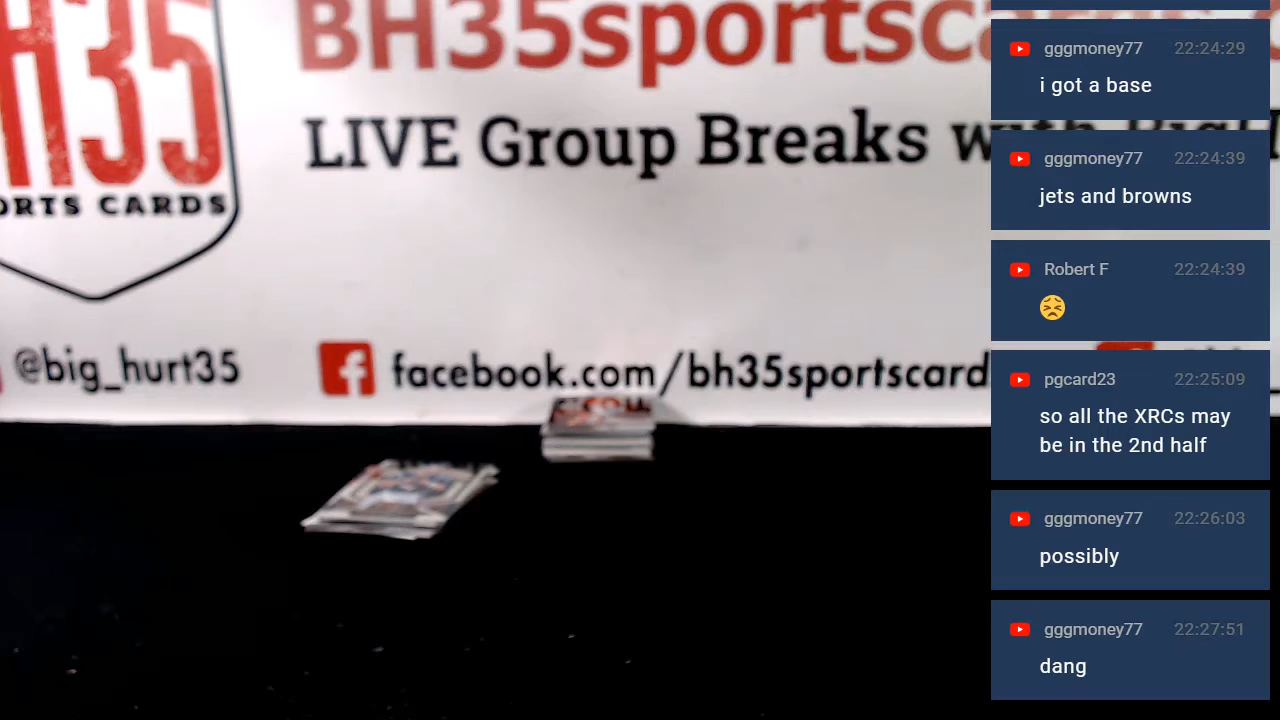 H35
ORTS CARDS
BH35sportscards
LIVE Group Breaks with
@big_hurt35
facebook.com/bh35sportscard
gggmoney77 22:24:29
i got a base
gggmoney77 22:24:39
jets and browns
Robert F 22:24:39
pgcard23 22:25:09
so all the XRCs may
be in the 2nd half
gggmoney77 22:26:03
possibly
gggmoney77 22:27:51
dang